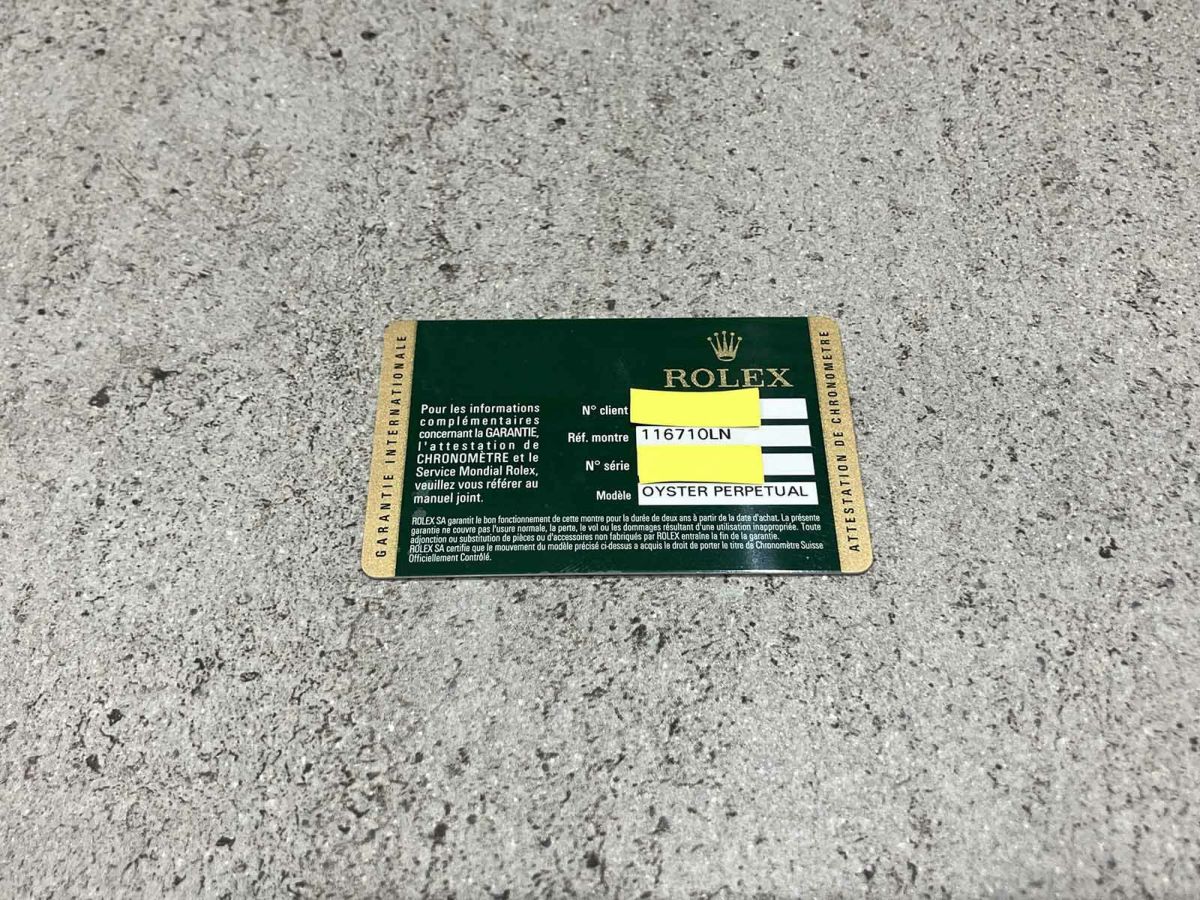 GARANTIE INTERNATIONALE
ROLEX
Pour les informations
complémentaires
concernant la GARANTIE,
l'attestation de
CHRONOMÈTRE et le
Service Mondial Rolex,
veuillez vous référer au
manuel joint.
N° client
Réf. montre 116710LN
N° série
Modèle OYSTER PERPETUAL
ROLEX SA garantit le bon fonctionnement de cette montre pour la durée de deux ans à partir de la date d'achat. La présente
garantie ne couvre pas l'usure normale, la perte, le vol ou les dommages résultant d'une utilisation inappropriée. Toute
adjonction ou substitution de pièces ou d'accessoires non fabriqués par ROLEX entraîne la fin de la garantie.
ROLEX SA certifie que le mouvement du modèle précisé ci-dessus a acquis le droit de porter le titre de Chronomètre Suisse
Officiellement Contrôlé.
ATTESTATION DE CHRONOMETRE